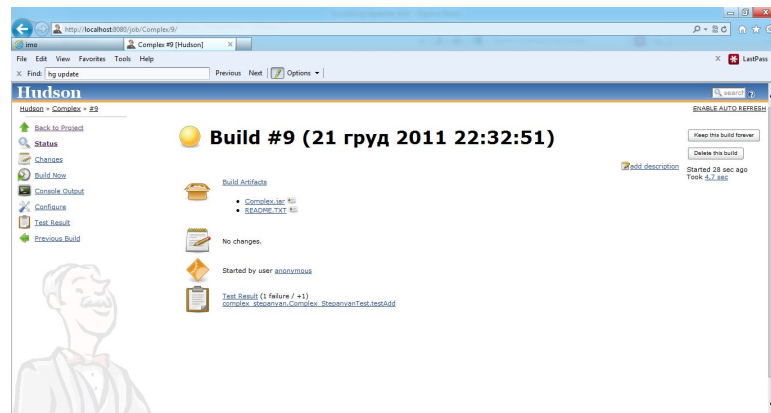 http://localhost:8080/job/Complex/9/
imo
Complex #9 [Hudson]
File Edit View Favorites Tools Help
LastPass
Find: hg update
Previous Next Options
Hudson
search
Hudson » Complex » #9
ENABLE AUTO REFRESH
Back to Project
Status
Changes
Build Now
Console Output
Configure
Test Result
Previous Build
Build #9 (21 груд 2011 22:32:51)
Keep this build forever
Delete this build
add description
Started 28 sec ago
Took 4,7 sec
Build Artifacts
Complex.jar
README.TXT
No changes.
Started by user anonymous
Test Result (1 failure / +1)
complex_stepanyan.Complex_StepanyanTest.testAdd